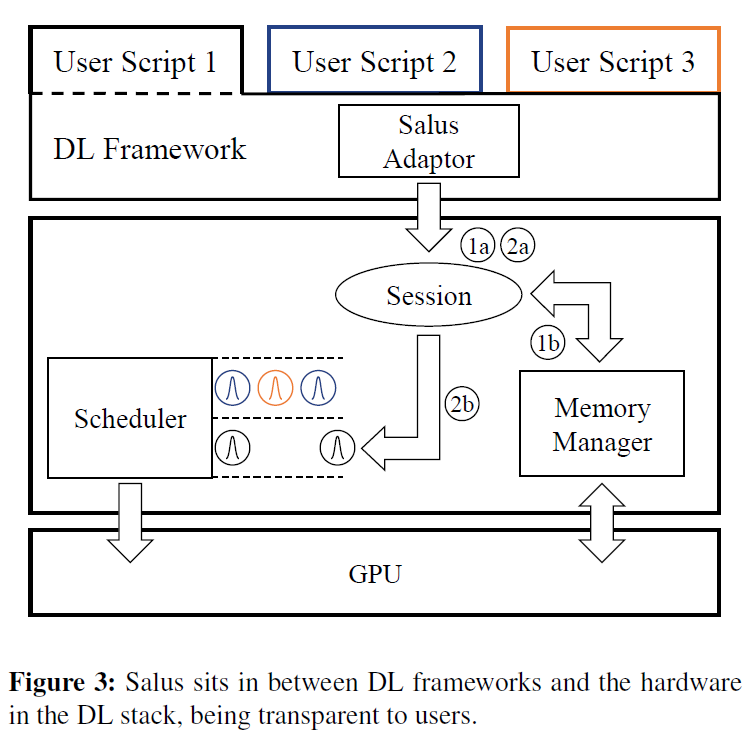 User Script 1
User Script 2
User Script 3
DL Framework
Salus
Adaptor
1a
2a
Session
1b
Scheduler
2b
Memory
Manager
GPU
Figure 3: Salus sits in between DL frameworks and the hardware
in the DL stack, being transparent to users.